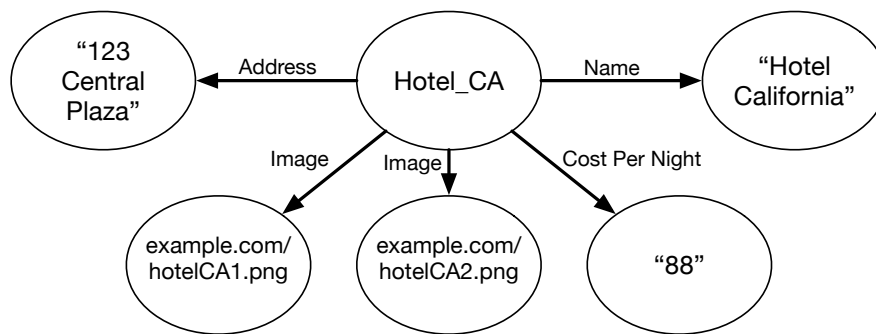 “123
Central
Plaza”
Address
Hotel_CA
Name
“Hotel
California”
Image
Image
Cost Per Night
example.com/
hotelCA1.png
example.com/
hotelCA2.png
“88”